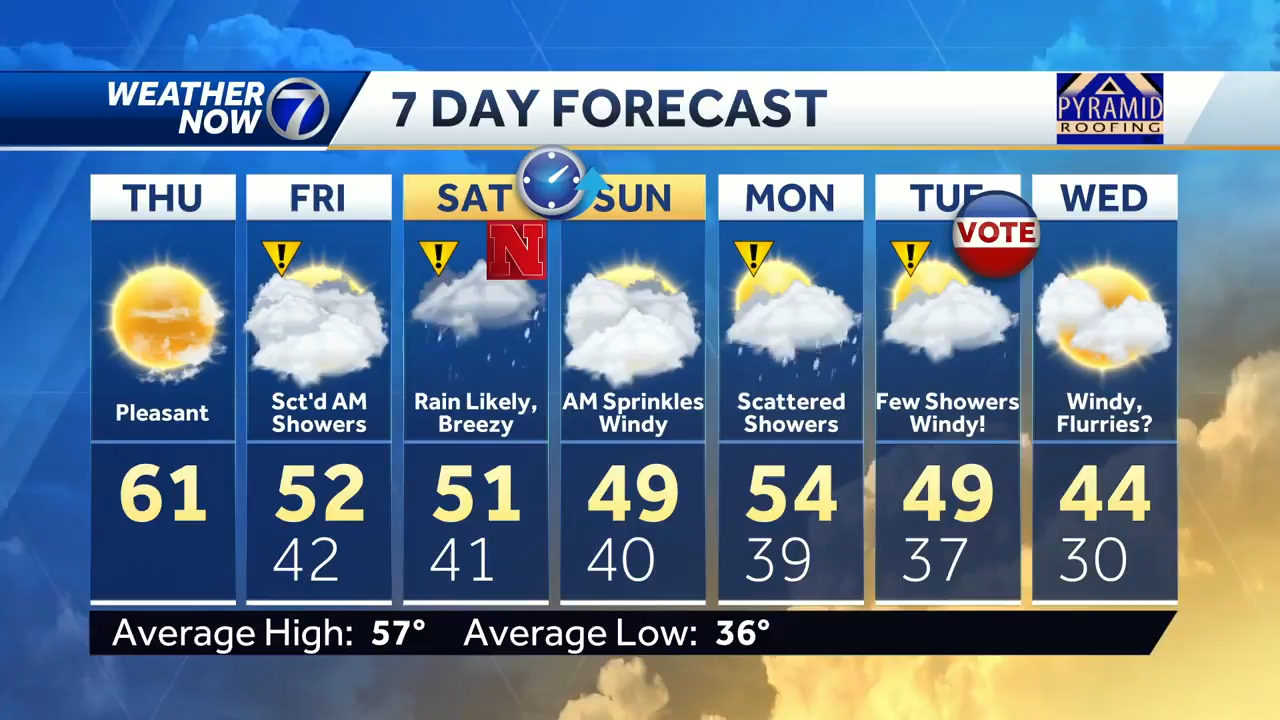 WEATHER
NOW 7
7 DAY FORECAST
PYRAMID
ROOFING
THU
FRI
SAT
SUN
MON
TUE
WED
!
!
N
!
!
VOTE
Pleasant
Sct'd AM
Showers
Rain Likely,
Breezy
AM Sprinkles
Windy
Scattered
Showers
Few Showers
Windy!
Windy,
Flurries?
61
52
51
49
54
49
44
42
41
40
39
37
30
Average High: 57° Average Low: 36°